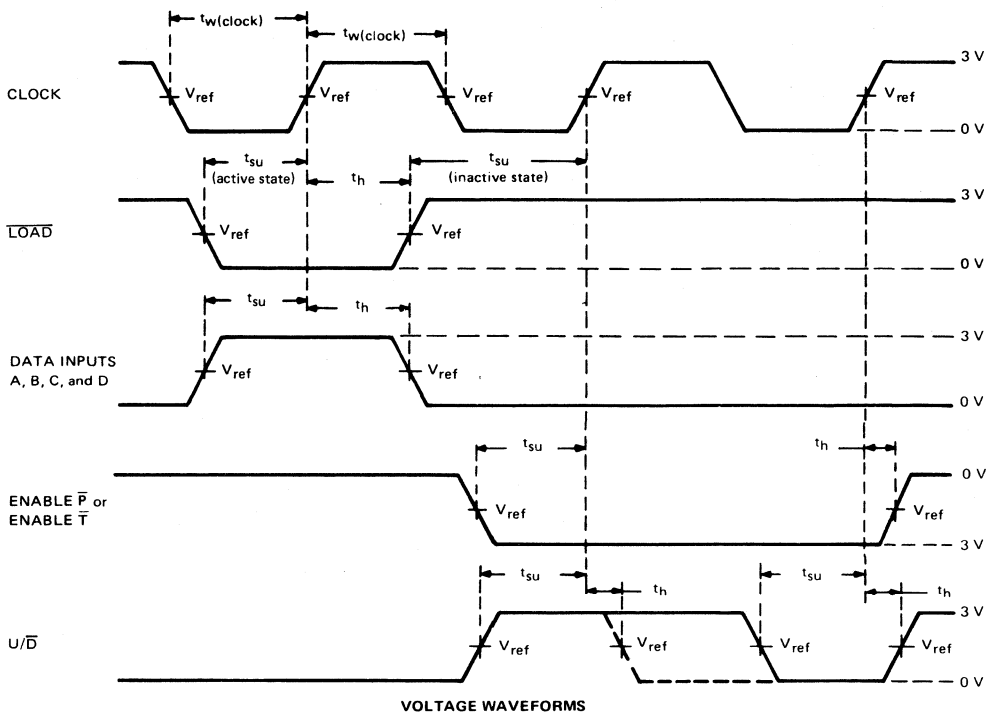 tw(clock)
tw(clock)
3 V
CLOCK
Vref
Vref
Vref
Vref
Vref
0 V
tsu
(active state)
th
tsu
(inactive state)
3 V
LOAD
Vref
Vref
0 V
tsu
th
3 V
DATA INPUTS
A, B, C, and D
Vref
Vref
0 V
tsu
th
0 V
ENABLE P̅ or
ENABLE T̅
Vref
Vref
3 V
tsu
th
tsu
th
3 V
U/D̅
Vref
Vref
Vref
Vref
0 V
VOLTAGE WAVEFORMS